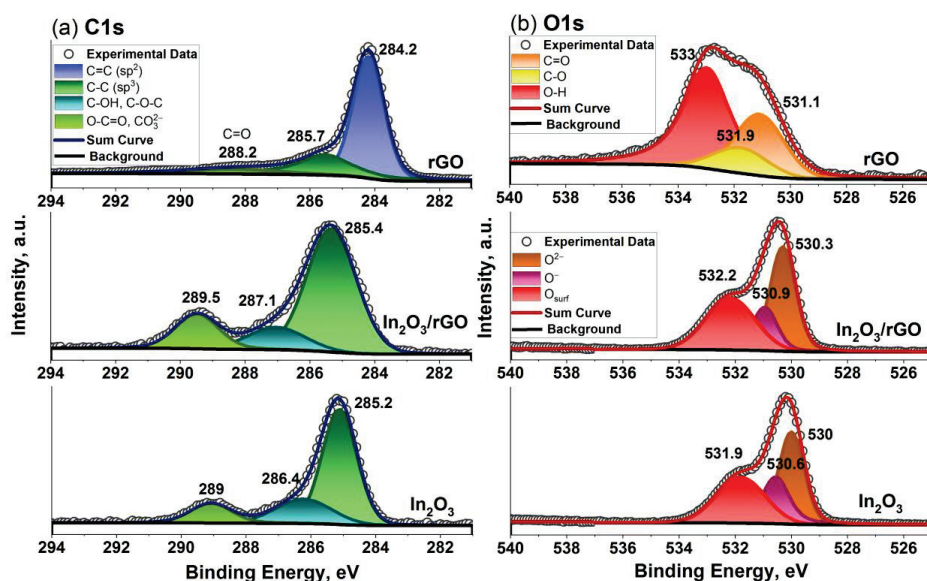 (a) C1s
Experimental Data
C=C (sp²)
C-C (sp³)
C-OH, C-O-C
O-C=O, CO₃²⁻
Sum Curve
Background
284.2
C=O
288.2
285.7
rGO
294 292 290 288 286 284 282
285.4
289.5
287.1
In₂O₃/rGO
294 292 290 288 286 284 282
285.2
289
286.4
In₂O₃
294 292 290 288 286 284 282
Binding Energy, eV
Intensity, a.u.
(b) O1s
Experimental Data
C=O
C-O
O-H
Sum Curve
Background
533
531.1
531.9
rGO
540 538 536 534 532 530 528 526
Experimental Data
O²⁻
O⁻
Osurf
Sum Curve
Background
530.3
532.2
530.9
In₂O₃/rGO
540 538 536 534 532 530 528 526
530
531.9
530.6
In₂O₃
540 538 536 534 532 530 528 526
Binding Energy, eV
Intensity, a.u.